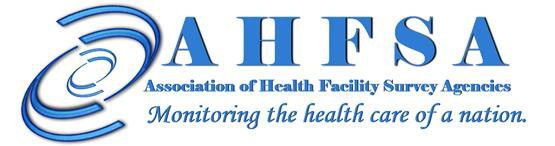 AHFSA
Association of Health Facility Survey Agencies
Monitoring the health care of a nation.